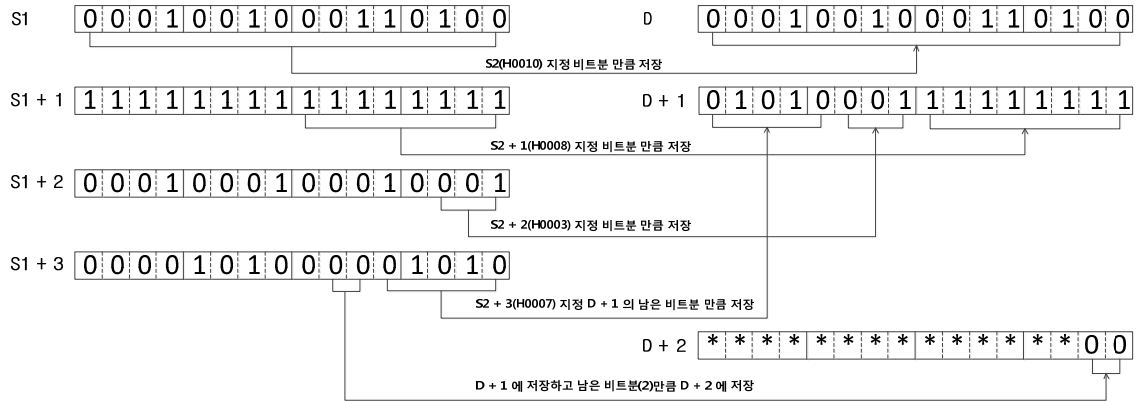 S1 0 0 0 1 0 0 1 0 0 0 1 1 0 1 0 0 D 0 0 0 1 0 0 1 0 0 0 1 1 0 1 0 0
S2(H0010) 지정 비트분 만큼 저장
S1 + 1 1 1 1 1 1 1 1 1 1 1 1 1 1 1 1 1 D + 1 0 1 0 1 0 0 0 1 1 1 1 1 1 1 1 1
S2 + 1(H0008) 지정 비트분 만큼 저장
S1 + 2 0 0 0 1 0 0 0 1 0 0 0 1 0 0 0 1
S2 + 2(H0003) 지정 비트분 만큼 저장
S1 + 3 0 0 0 0 1 0 1 0 0 0 0 0 1 0 1 0
S2 + 3(H0007) 지정 D + 1 의 남은 비트분 만큼 저장
D + 2 * * * * * * * * * * * * * * 0 0
D + 1 에 저장하고 남은 비트분(2)만큼 D + 2 에 저장